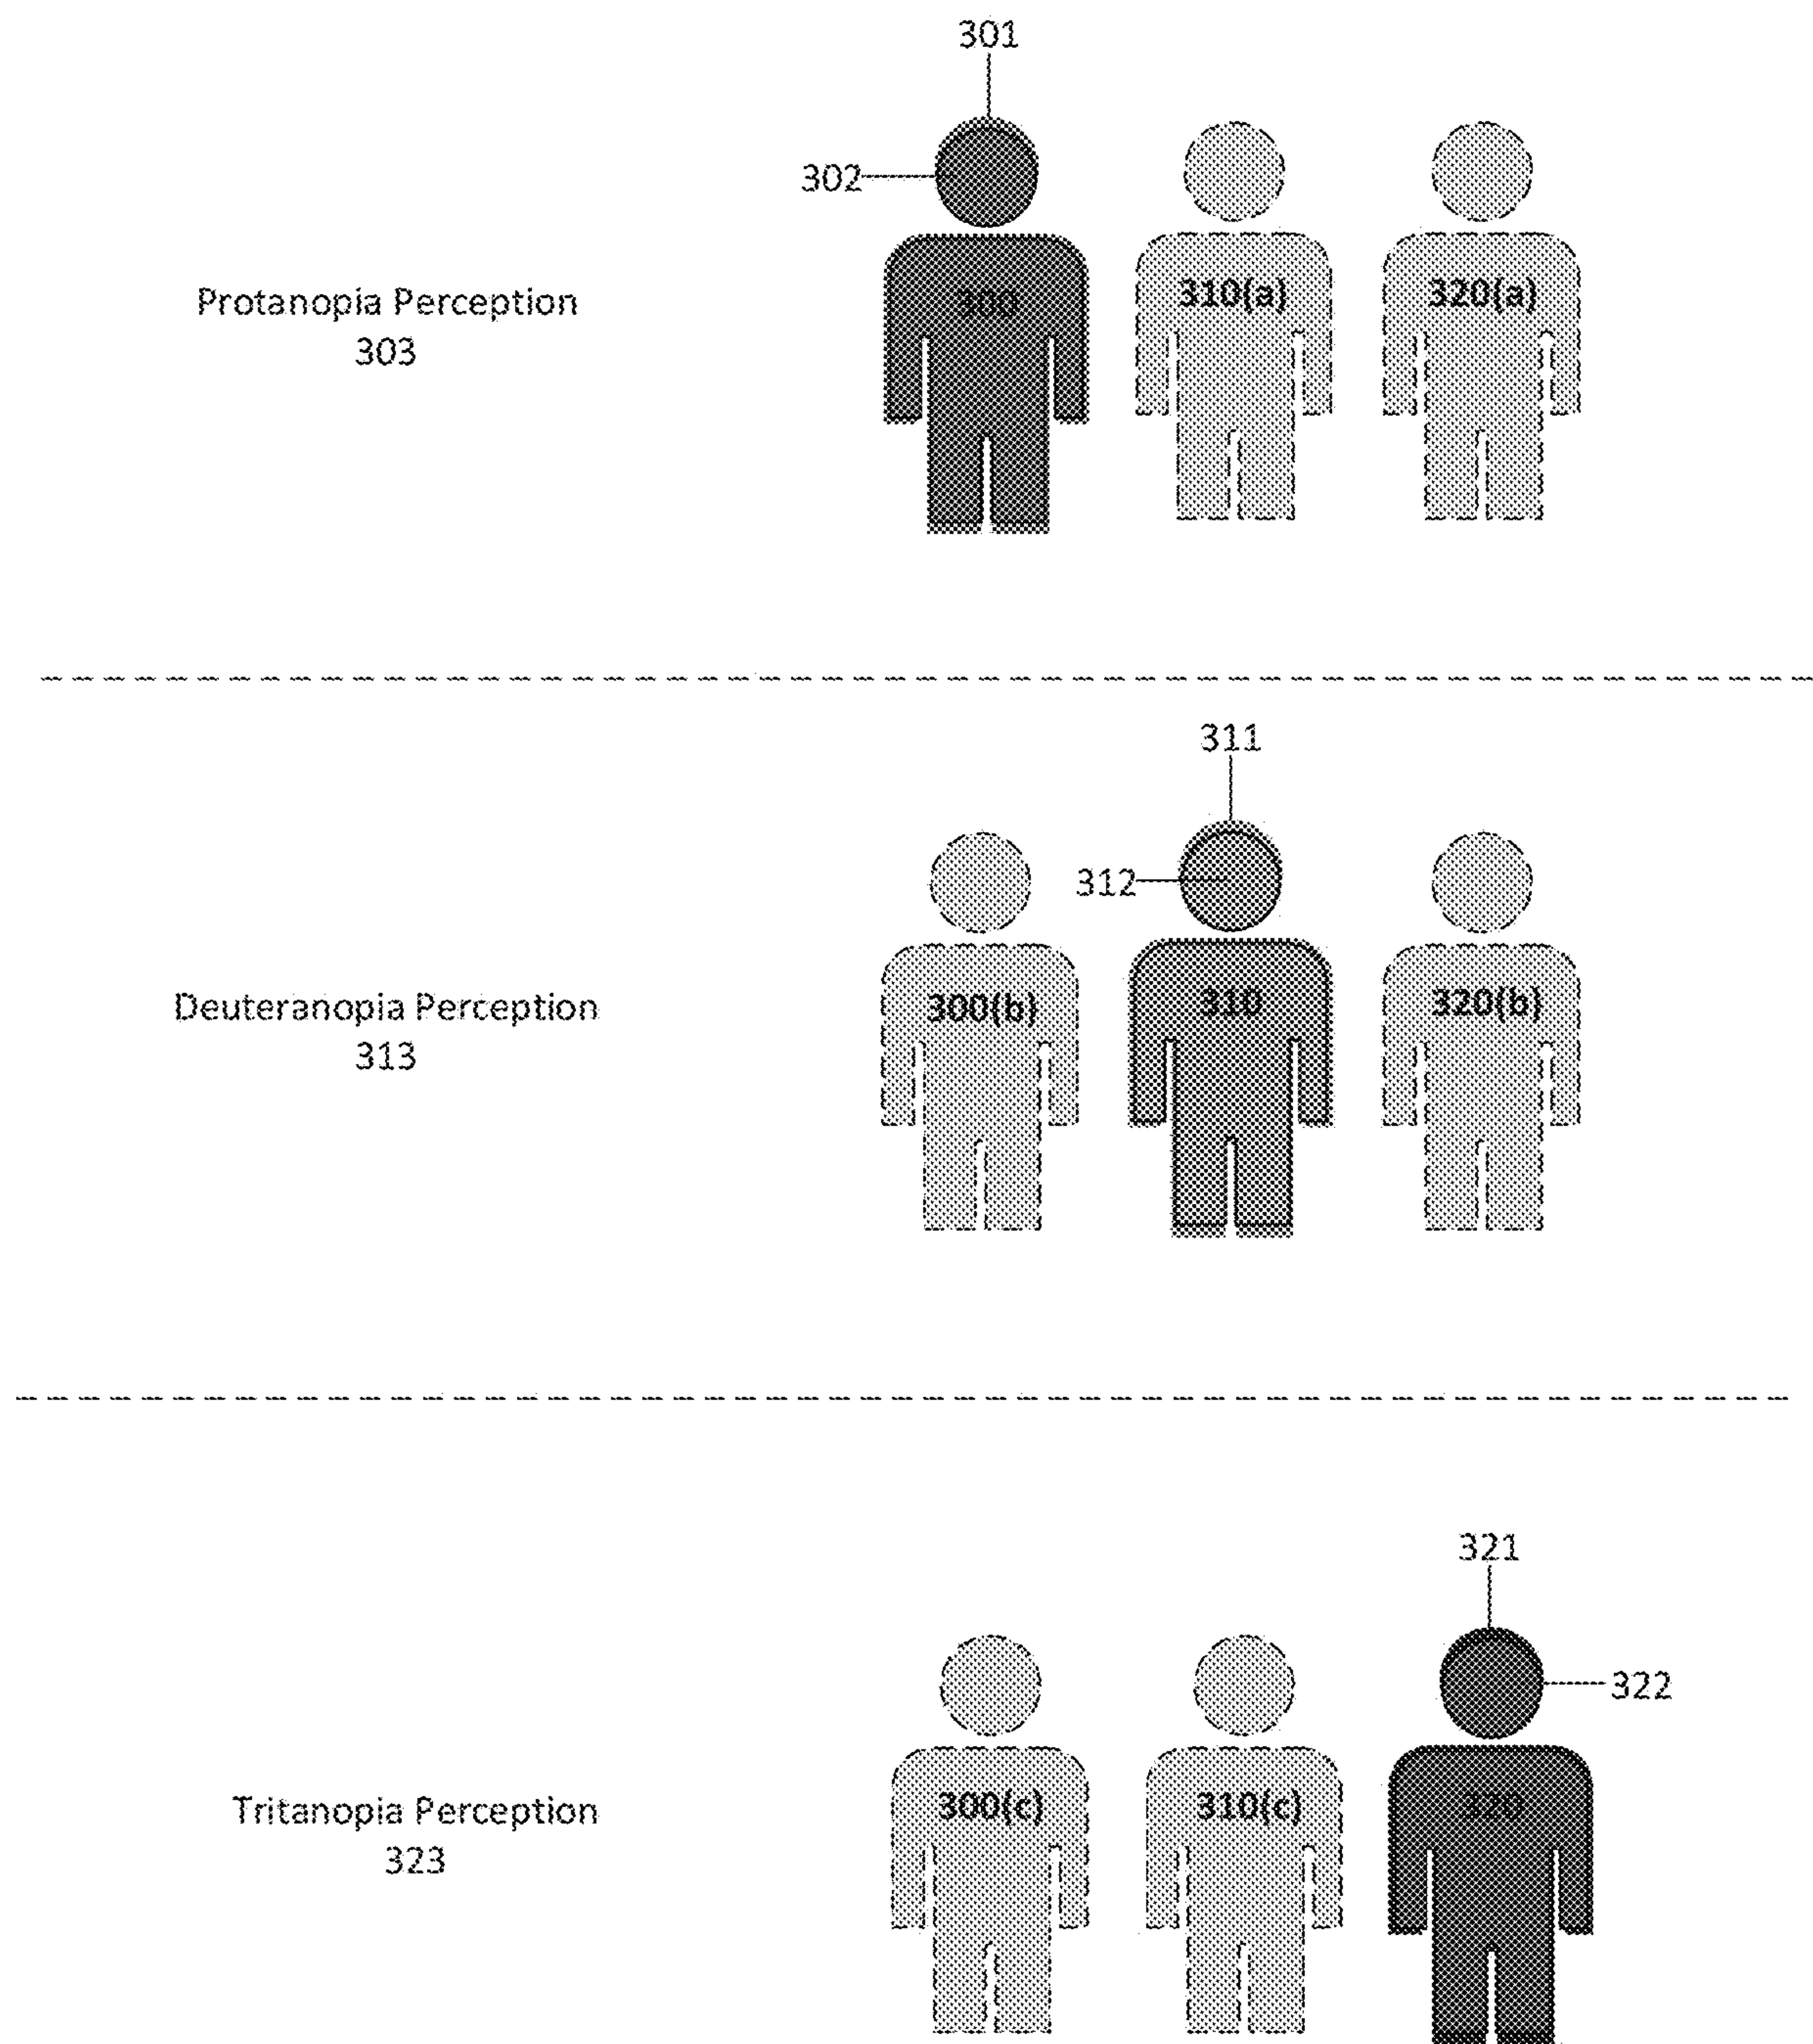 301
302
Protanopia Perception
303
300
310(a)
320(a)
311
312
Deuteranopia Perception
313
300(b)
310
320(b)
321
322
Tritanopia Perception
323
300(c)
310(c)
320